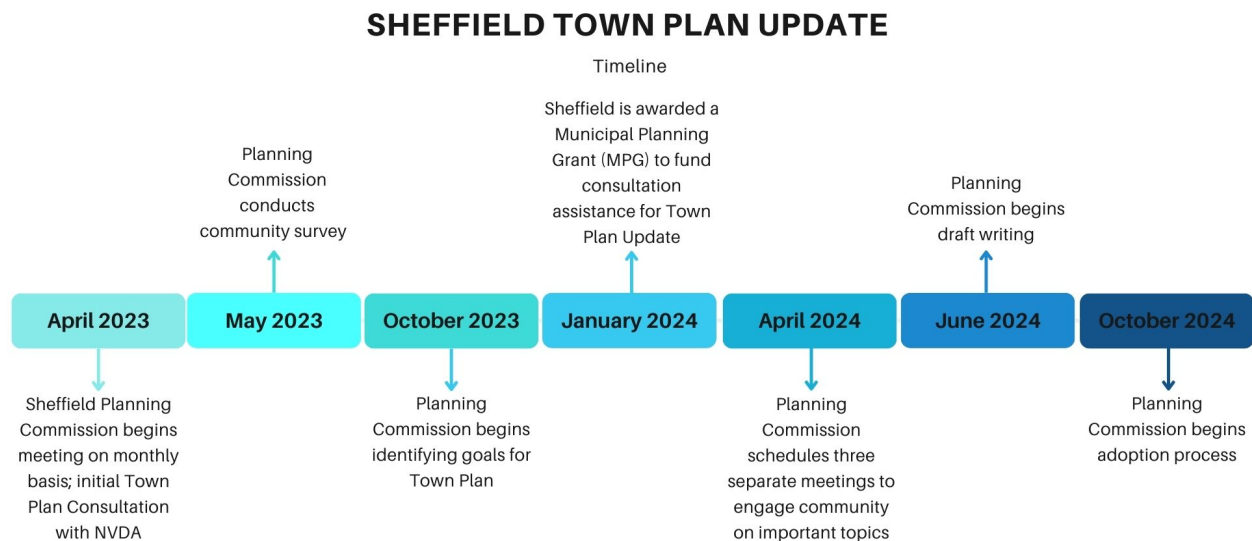 SHEFFIELD TOWN PLAN UPDATE
Timeline
Planning
Commission
conducts
community survey
Sheffield is awarded a
Municipal Planning
Grant (MPG) to fund
consultation
assistance for Town
Plan Update
Planning
Commission begins
draft writing
April 2023
May 2023
October 2023
January 2024
April 2024
June 2024
October 2024
Sheffield Planning
Commission begins
meeting on monthly
basis; initial Town
Plan Consultation
with NVDA
Planning
Commission begins
identifying goals for
Town Plan
Planning
Commission
schedules three
separate meetings to
engage community
on important topics
Planning
Commission begins
adoption process